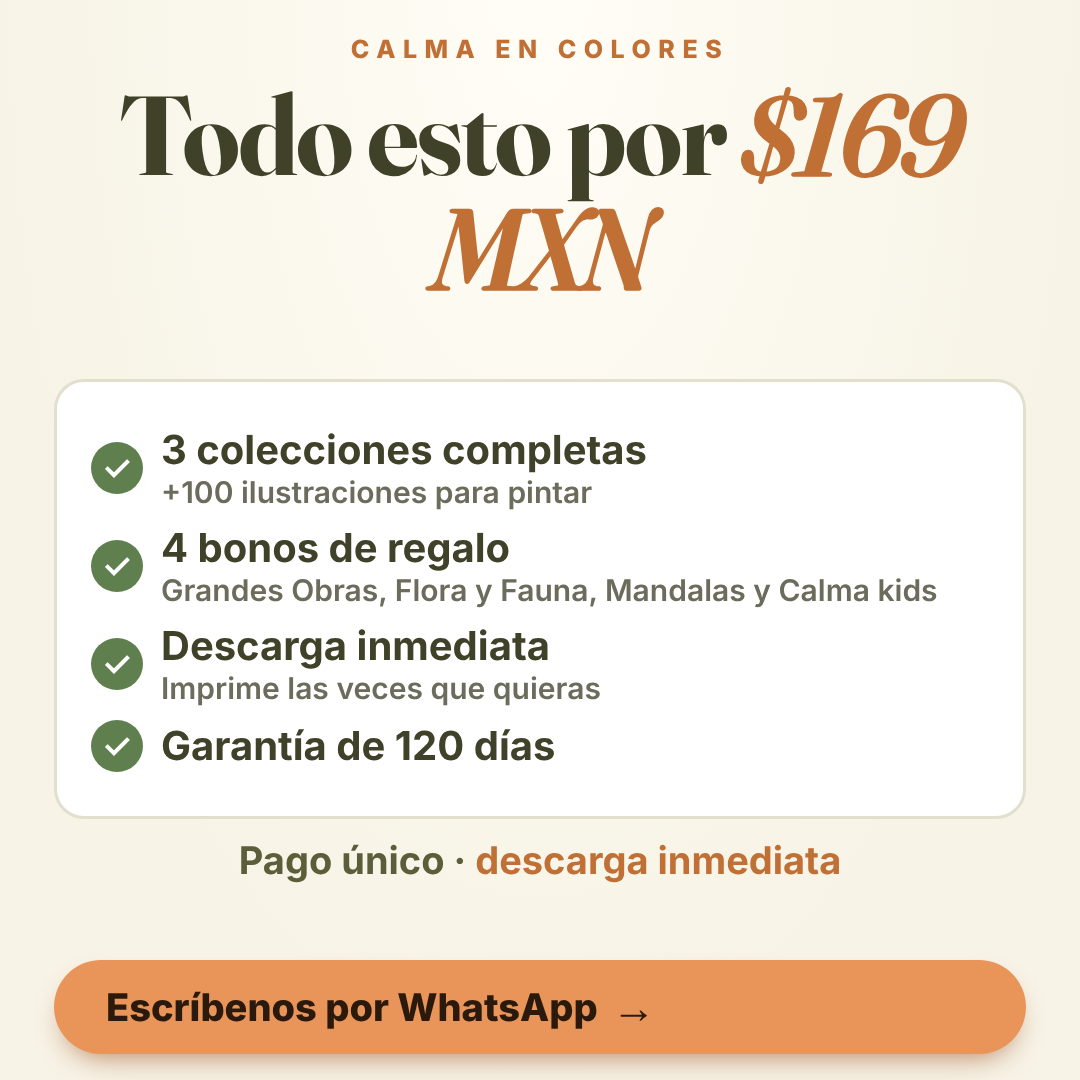 CALMA EN COLORES
Todo esto por $169
MXN
3 colecciones completas
+100 ilustraciones para pintar
4 bonos de regalo
Grandes Obras, Flora y Fauna, Mandalas y Calma kids
Descarga inmediata
Imprime las veces que quieras
Garantía de 120 días
Pago único · descarga inmediata
Escríbenos por WhatsApp →